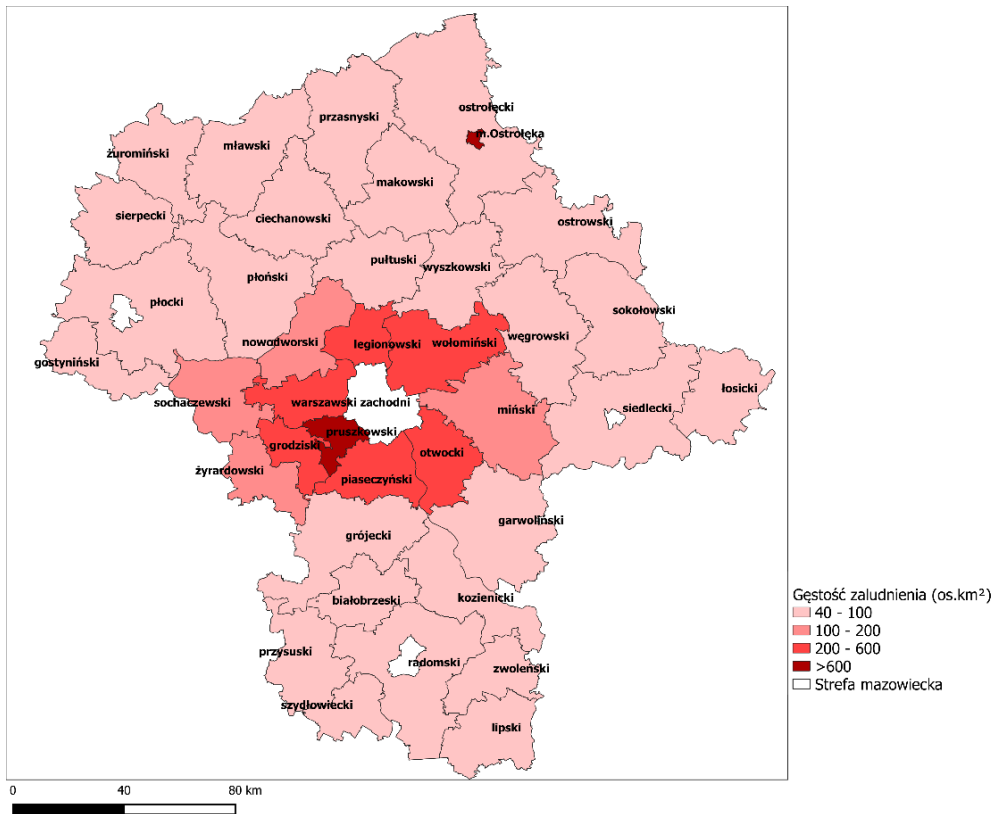 ostrołęcki
przasnyski
m.Ostrołęka
mławski
żuromiński
makowski
sierpecki
ciechanowski
ostrowski
pułtuski
wyszkowski
płoński
płocki
sokołowski
węgrowski
nowodworski
legionowski
wołomiński
gostyniński
łosicki
sochaczewski
warszawski zachodni
miński
siedlecki
pruszkowski
grodziski
otwocki
żyrardowski
piaseczyński
garwoliński
grójecki
białobrzeski
kozienicki
przysuski
radomski
zwoleński
szydłowiecki
lipski
Gęstość zaludnienia (os.km²)
40 - 100
100 - 200
200 - 600
>600
Strefa mazowiecka
0 40 80 km